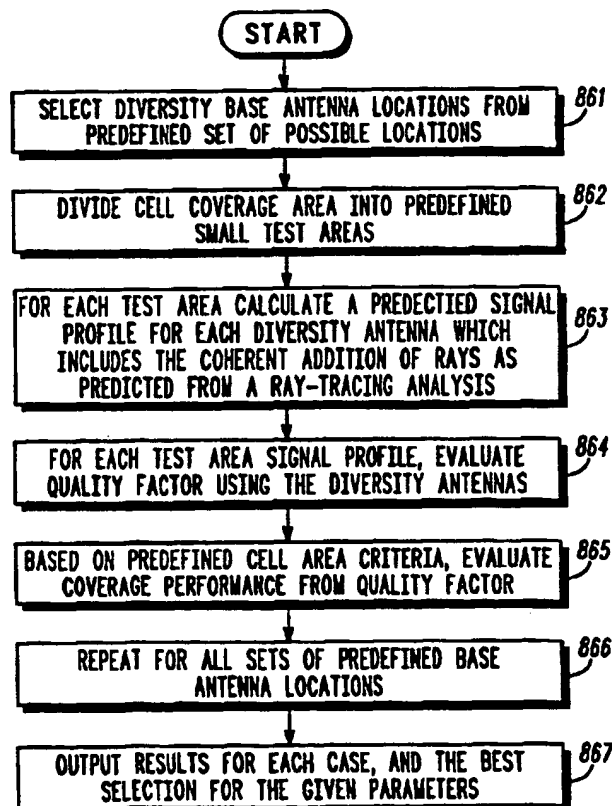 START
861
SELECT DIVERSITY BASE ANTENNA LOCATIONS FROM
PREDEFINED SET OF POSSIBLE LOCATIONS
862
DIVIDE CELL COVERAGE AREA INTO PREDEFINED
SMALL TEST AREAS
863
FOR EACH TEST AREA CALCULATE A PREDECTIED SIGNAL
PROFILE FOR EACH DIVERSITY ANTENNA WHICH
INCLUDES THE COHERENT ADDITION OF RAYS AS
PREDICTED FROM A RAY-TRACING ANALYSIS
864
FOR EACH TEST AREA SIGNAL PROFILE, EVALUATE
QUALITY FACTOR USING THE DIVERSITY ANTENNAS
865
BASED ON PREDEFINED CELL AREA CRITERIA, EVALUATE
COVERAGE PERFORMANCE FROM QUALITY FACTOR
866
REPEAT FOR ALL SETS OF PREDEFINED BASE
ANTENNA LOCATIONS
867
OUTPUT RESULTS FOR EACH CASE, AND THE BEST
SELECTION FOR THE GIVEN PARAMETERS